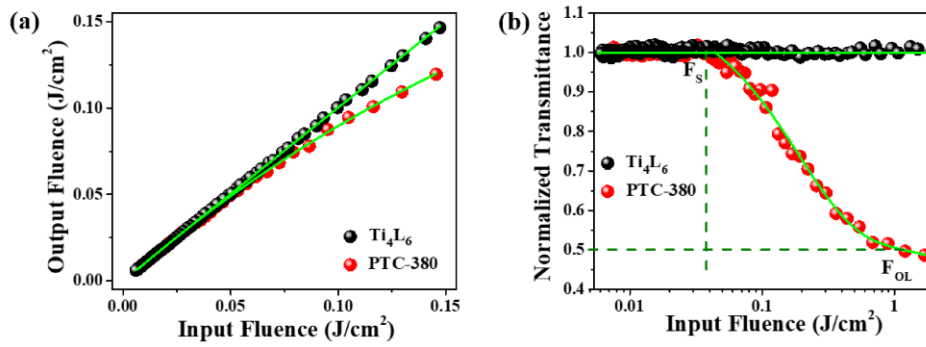 (a)
Output Fluence (J/cm²)
0.15
0.10
0.05
0.00
0.00 0.05 0.10 0.15
Input Fluence (J/cm²)
Ti₄L₆
PTC-380
(b)
Normalized Transmittance
1.1
1.0
0.9
0.8
0.7
0.6
0.5
0.4
0.01 0.1 1
Input Fluence (J/cm²)
F_S
Ti₄L₆
PTC-380
F_OL